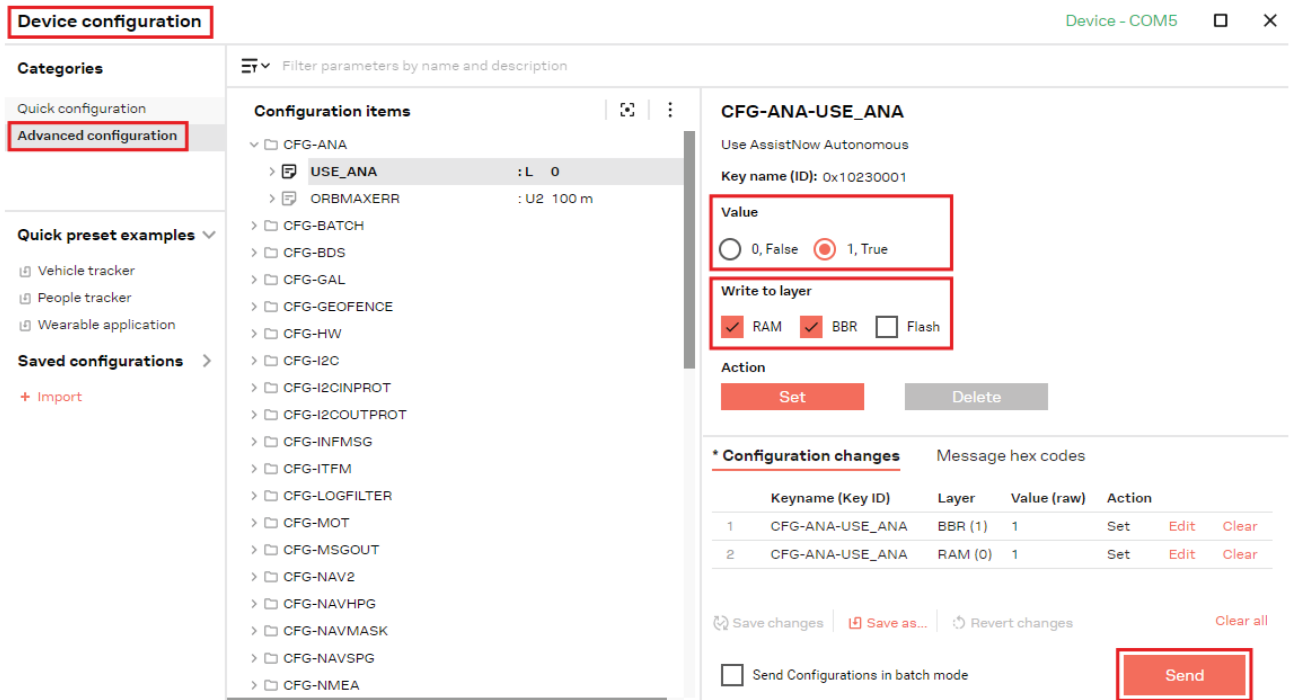 Device configuration
Device - COM5
Categories
Quick configuration
Advanced configuration
Quick preset examples
Vehicle tracker
People tracker
Wearable application
Saved configurations
+ Import
Filter parameters by name and description
Configuration items
CFG-ANA
USE_ANA : L 0
ORBMAXERR : U2 100 m
CFG-BATCH
CFG-BDS
CFG-GAL
CFG-GEOFENCE
CFG-HW
CFG-I2C
CFG-I2CINPROT
CFG-I2COUTPROT
CFG-INFMSG
CFG-ITFM
CFG-LOGFILTER
CFG-MOT
CFG-MSGOUT
CFG-NAV2
CFG-NAVHPG
CFG-NAVMASK
CFG-NAVSPG
CFG-NMEA
CFG-ANA-USE_ANA
Use AssistNow Autonomous
Key name (ID): 0x10230001
Value
0, False 1, True
Write to layer
RAM BBR Flash
Action
Set Delete
* Configuration changes Message hex codes
Keyname (Key ID) Layer Value (raw) Action
1 CFG-ANA-USE_ANA BBR (1) 1 Set Edit Clear
2 CFG-ANA-USE_ANA RAM (0) 1 Set Edit Clear
Save changes Save as... Revert changes Clear all
Send Configurations in batch mode Send